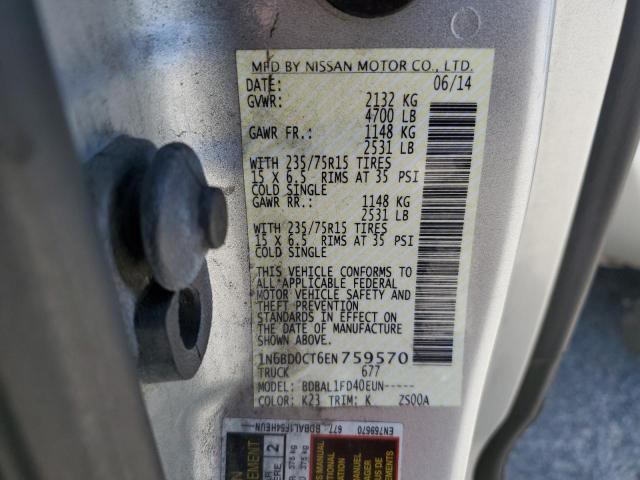 MFD BY NISSAN MOTOR CO., LTD.
DATE: 06/14
GVWR: 2132 KG
4700 LB
GAWR FR.: 1148 KG
2531 LB
WITH 235/75R15 TIRES
15 X 6.5 RIMS AT 35 PSI
COLD SINGLE
GAWR RR.: 1148 KG
2531 LB
WITH 235/75R15 TIRES
15 X 6.5 RIMS AT 35 PSI
COLD SINGLE
THIS VEHICLE CONFORMS TO
ALL APPLICABLE FEDERAL
MOTOR VEHICLE SAFETY AND
THEFT PREVENTION
STANDARDS IN EFFECT ON
THE DATE OF MANUFACTURE
SHOWN ABOVE.
1N6BD0CT6EN759570
TRUCK 677
MODEL: BDBAL1FD40EUN-----
COLOR: K23 TRIM: K ZS00A